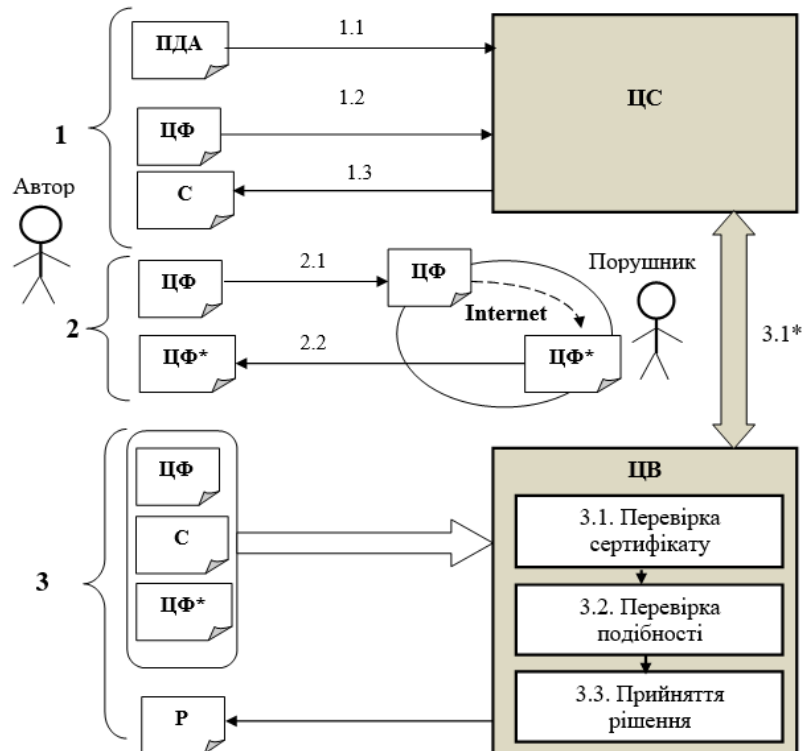 ПДА
1.1
ЦС
1.2
1
ЦФ
1.3
С
Автор
ЦФ
2.1
ЦФ
Порушник
2
Internet
3.1*
ЦФ*
2.2
ЦФ*
ЦВ
ЦФ
3.1. Перевірка
сертифікату
С
3
ЦФ*
3.2. Перевірка
подібності
3.3. Прийняття
рішення
Р